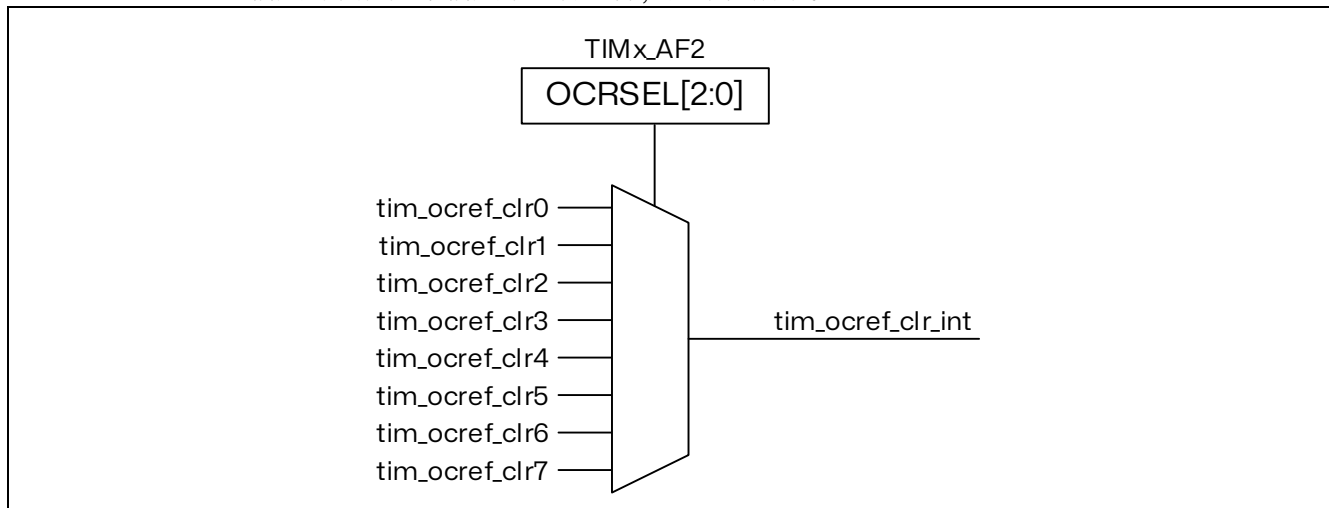 TIMx_AF2
OCRSEL[2:0]
tim_ocref_clr0
tim_ocref_clr1
tim_ocref_clr2
tim_ocref_clr3
tim_ocref_clr4
tim_ocref_clr5
tim_ocref_clr6
tim_ocref_clr7
tim_ocref_clr_int